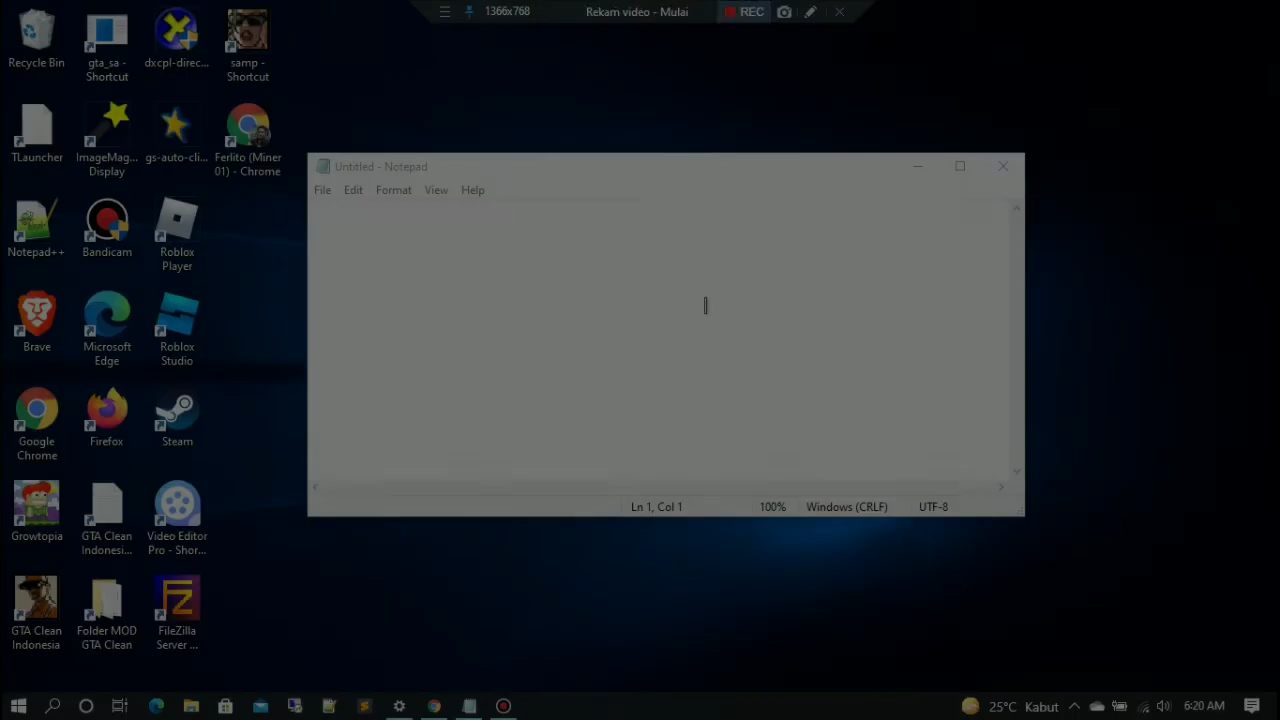 1366x768
Rekam video - Mulai
REC
Recycle Bin
gta_sa -
Shortcut
dxcpl-direc...
samp -
Shortcut
TLauncher
ImageMag...
Display
gs-auto-cli...
Ferlito (Miner
01) - Chrome
Notepad++
Bandicam
Roblox
Player
Brave
Microsoft
Edge
Roblox
Studio
Google
Chrome
Firefox
Steam
Growtopia
GTA Clean
Indonesi...
Video Editor
Pro - Shor...
GTA Clean
Indonesia
Folder MOD
GTA Clean
FileZilla
Server ...
Untitled - Notepad
File Edit Format View Help
Ln 1, Col 1 100% Windows (CRLF) UTF-8
25°C Kabut 6:20 AM